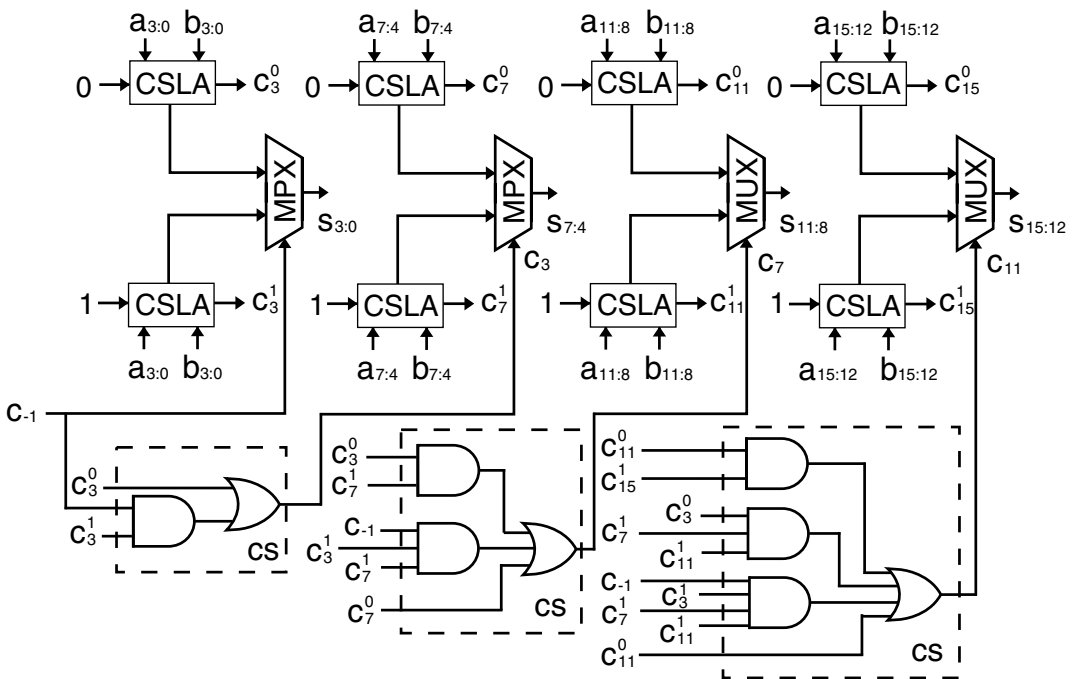 a3:0 b3:0 a7:4 b7:4 a11:8 b11:8 a15:12 b15:12
0 CSLA c⁰3 0 CSLA c⁰7 0 CSLA c⁰11 0 CSLA c⁰15
MPX MPX MUX MUX
s3:0 s7:4 s11:8 s15:12
c3 c7 c11
1 CSLA c¹3 1 CSLA c¹7 1 CSLA c¹11 1 CSLA c¹15
a3:0 b3:0 a7:4 b7:4 a11:8 b11:8 a15:12 b15:12
c-1
c⁰3
c¹3
cs
c⁰3
c¹7
c-1
c¹3
c¹7
c⁰7
cs
c⁰11
c¹15
c⁰3
c¹7
c¹11
c-1
c¹3
c¹7
c¹11
c⁰11
cs